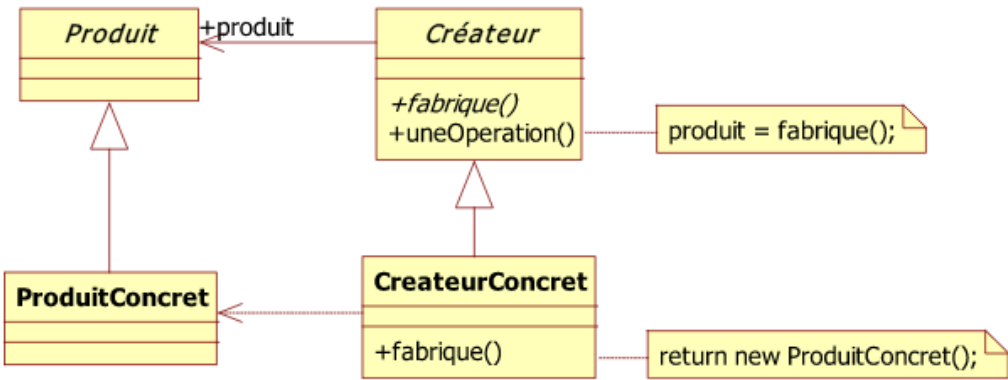 Produit
+produit
Créateur
+fabrique()
+uneOperation()
produit = fabrique();
ProduitConcret
CreateurConcret
+fabrique()
return new ProduitConcret();